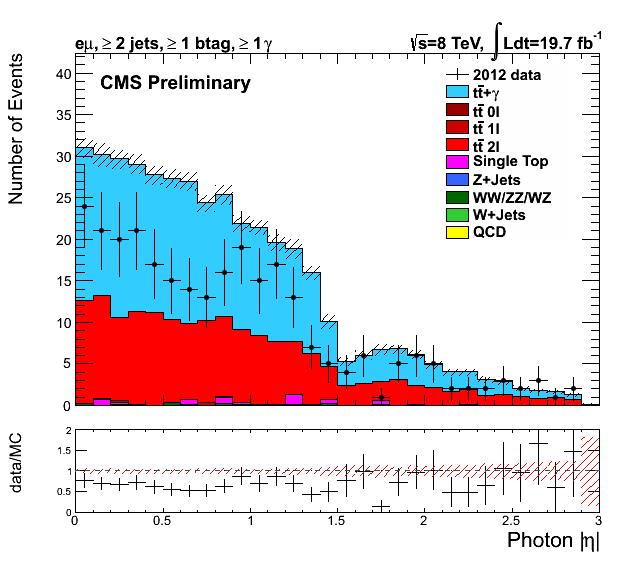 eμ, ≥ 2 jets, ≥ 1 btag, ≥ 1γ
√s=8 TeV, ∫Ldt=19.7 fb⁻¹
CMS Preliminary
2012 data
tt̄+γ
tt̄ 0l
tt̄ 1l
tt̄ 2l
Single Top
Z+Jets
WW/ZZ/WZ
W+Jets
QCD
Number of Events
40
35
30
25
20
15
10
5
0
data/MC
2
1.5
1
0.5
0
0 0.5 1 1.5 2 2.5 3
Photon |η|